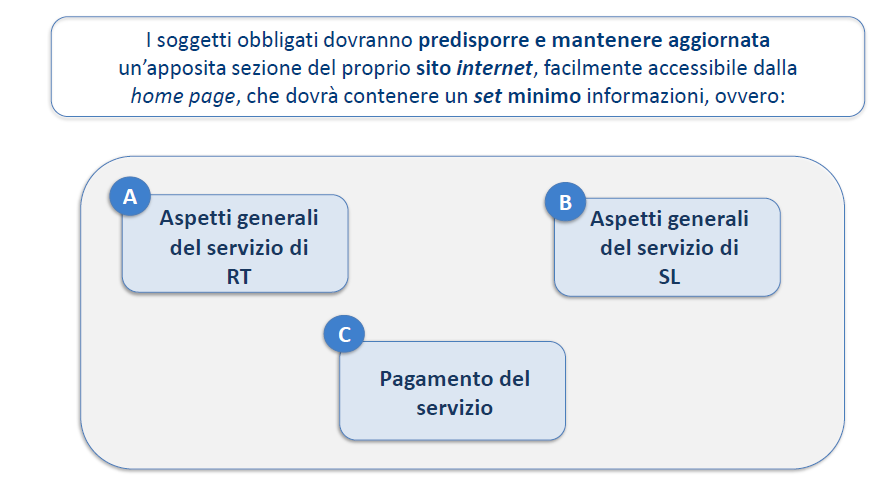 I soggetti obbligati dovranno predisporre e mantenere aggiornata
un'apposita sezione del proprio sito internet, facilmente accessibile dalla
home page, che dovrà contenere un set minimo informazioni, ovvero:
A
Aspetti generali
del servizio di
RT
B
Aspetti generali
del servizio di
SL
C
Pagamento del
servizio